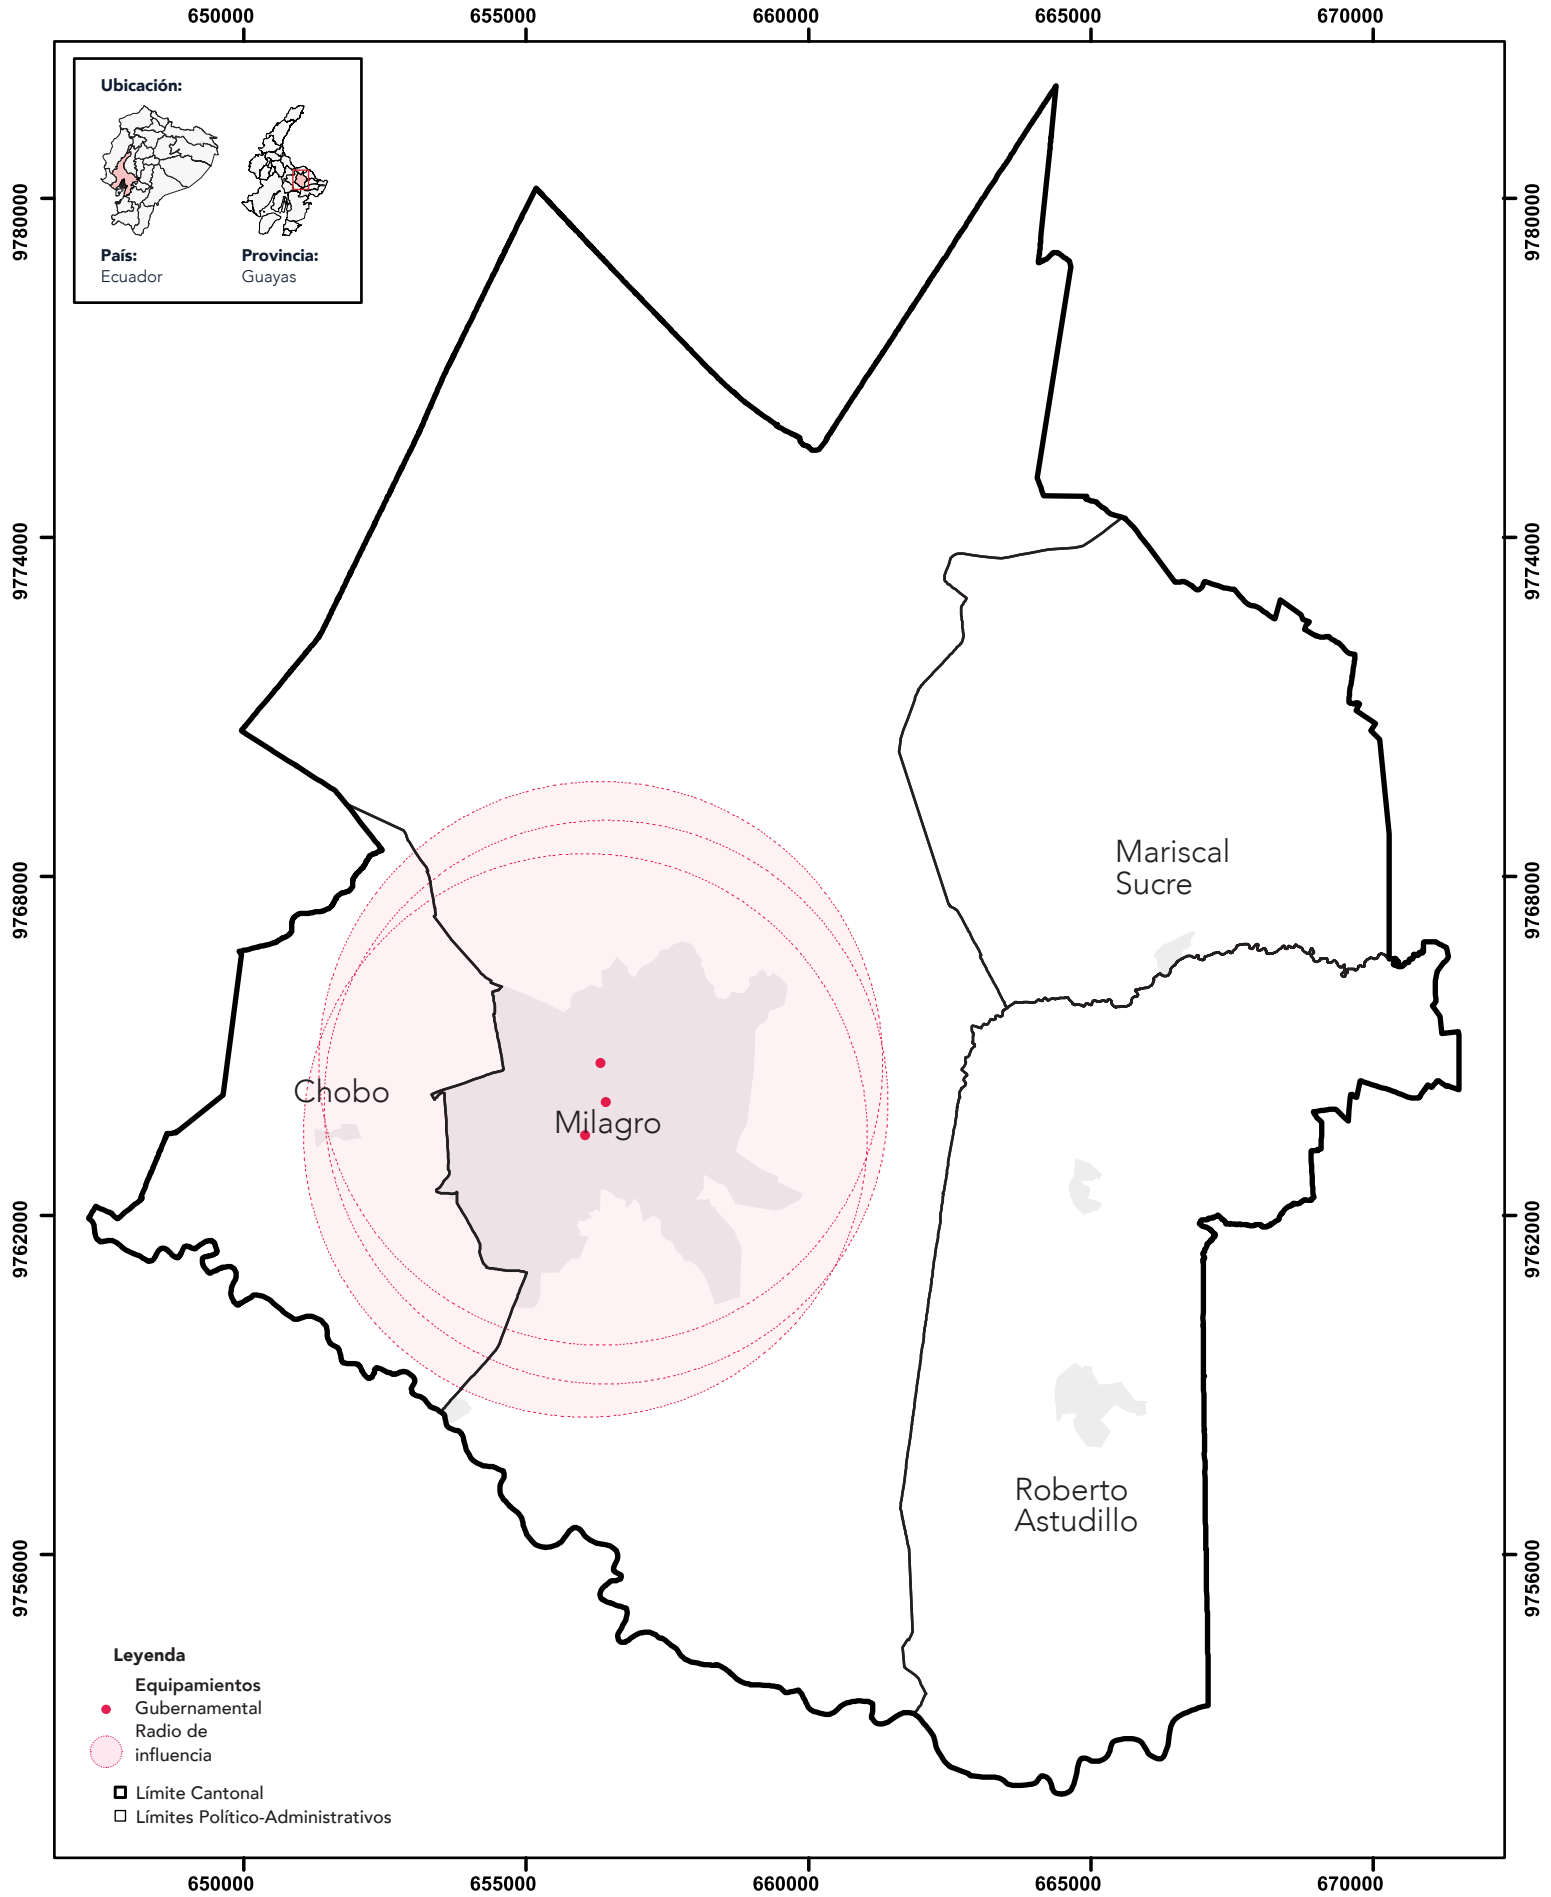 650000
655000
660000
665000
670000
Ubicación:
País:
Ecuador
Provincia:
Guayas
9780000
9780000
9774000
9774000
Mariscal
Sucre
9768000
9768000
Chobo
Milagro
9762000
9762000
Roberto
Astudillo
9756000
9756000
Leyenda
Equipamientos
Gubernamental
Radio de
influencia
Límite Cantonal
Límites Político-Administrativos
650000
655000
660000
665000
670000